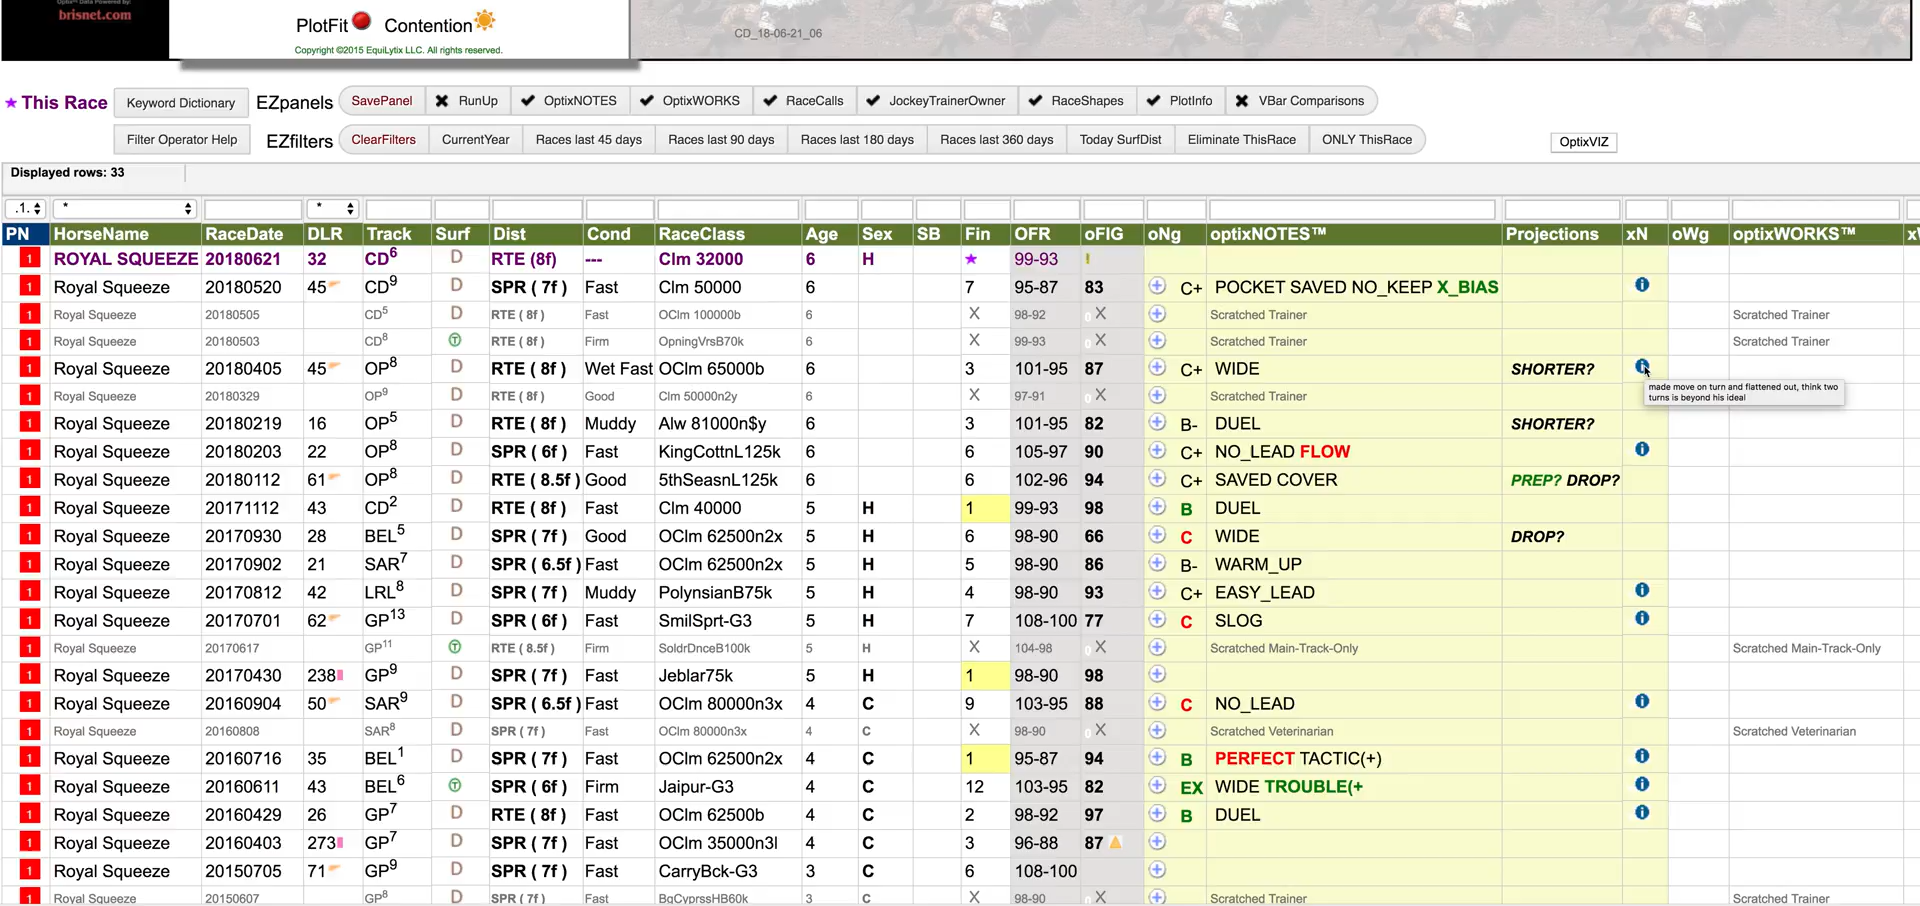 Optix™ Data Powered by:
brisnet.com
PlotFit Contention
Copyright ©2015 EquiLytix LLC. All rights reserved.
CD_18-06-21_06
★ This Race Keyword Dictionary EZpanels SavePanel ✖ RunUp ✔ OptixNOTES ✔ OptixWORKS ✔ RaceCalls ✔ JockeyTrainerOwner ✔ RaceShapes ✔ PlotInfo ✖ VBar Comparisons
Filter Operator Help EZfilters ClearFilters CurrentYear Races last 45 days Races last 90 days Races last 180 days Races last 360 days Today SurfDist Eliminate ThisRace ONLY ThisRace OptixVIZ
Displayed rows: 33
.1. * *
PN HorseName RaceDate DLR Track Surf Dist Cond RaceClass Age Sex SB Fin OFR oFIG oNg optixNOTES™ Projections xN oWg optixWORKS™
1 ROYAL SQUEEZE 20180621 32 CD6 D RTE (8f) --- Clm 32000 6 H ★ 99-93 !
1 Royal Squeeze 20180520 45 CD9 D SPR ( 7f ) Fast Clm 50000 6 7 95-87 83 C+ POCKET SAVED NO_KEEP X_BIAS
1 Royal Squeeze 20180505 CD5 D RTE ( 8f ) Fast OClm 100000b 6 X 98-92 0 X Scratched Trainer Scratched Trainer
1 Royal Squeeze 20180503 CD8 T RTE ( 8f ) Firm OpningVrsB70k 6 X 99-93 0 X Scratched Trainer Scratched Trainer
1 Royal Squeeze 20180405 45 OP8 D RTE ( 8f ) Wet Fast OClm 65000b 6 3 101-95 87 C+ WIDE SHORTER?
made move on turn and flattened out, think two
turns is beyond his ideal
1 Royal Squeeze 20180329 OP9 D RTE ( 8f ) Good Clm 50000n2y 6 X 97-91 0 X Scratched Trainer
1 Royal Squeeze 20180219 16 OP5 D RTE ( 8f ) Muddy Alw 81000n$y 6 3 101-95 82 B- DUEL SHORTER?
1 Royal Squeeze 20180203 22 OP8 D SPR ( 6f ) Fast KingCottnL125k 6 6 105-97 90 C+ NO_LEAD FLOW
1 Royal Squeeze 20180112 61 OP8 D RTE ( 8.5f ) Good 5thSeasnL125k 6 6 102-96 94 C+ SAVED COVER PREP? DROP?
1 Royal Squeeze 20171112 43 CD2 D RTE ( 8f ) Fast Clm 40000 5 H 1 99-93 98 B DUEL
1 Royal Squeeze 20170930 28 BEL5 D SPR ( 7f ) Good OClm 62500n2x 5 H 6 98-90 66 C WIDE DROP?
1 Royal Squeeze 20170902 21 SAR7 D SPR ( 6.5f ) Fast OClm 62500n2x 5 H 5 98-90 86 B- WARM_UP
1 Royal Squeeze 20170812 42 LRL8 D SPR ( 7f ) Muddy PolynsianB75k 5 H 4 98-90 93 C+ EASY_LEAD
1 Royal Squeeze 20170701 62 GP13 D SPR ( 6f ) Fast SmilSprt-G3 5 H 7 108-100 77 C SLOG
1 Royal Squeeze 20170617 GP11 T RTE ( 8.5f ) Firm SoldrDnceB100k 5 H X 104-98 0 X Scratched Main-Track-Only Scratched Main-Track-Only
1 Royal Squeeze 20170430 238 GP9 D SPR ( 7f ) Fast Jeblar75k 5 H 1 98-90 98
1 Royal Squeeze 20160904 50 SAR9 D SPR ( 6.5f ) Fast OClm 80000n3x 4 C 9 103-95 88 C NO_LEAD
1 Royal Squeeze 20160808 SAR8 D SPR ( 7f ) Fast OClm 80000n3x 4 C X 98-90 0 X Scratched Veterinarian Scratched Veterinarian
1 Royal Squeeze 20160716 35 BEL1 D SPR ( 7f ) Fast OClm 62500n2x 4 C 1 95-87 94 B PERFECT TACTIC(+)
1 Royal Squeeze 20160611 43 BEL6 T SPR ( 6f ) Firm Jaipur-G3 4 C 12 103-95 82 EX WIDE TROUBLE(+
1 Royal Squeeze 20160429 26 GP7 D RTE ( 8f ) Fast OClm 62500b 4 C 2 98-92 97 B DUEL
1 Royal Squeeze 20160403 273 GP7 D SPR ( 7f ) Fast OClm 35000n3l 4 C 3 96-88 87
1 Royal Squeeze 20150705 71 GP9 D SPR ( 7f ) Fast CarryBck-G3 3 C 6 108-100
1 Royal Squeeze 20150607 GP8 D SPR ( 7f ) Fast BgCyprssHB60k 3 C X 98-90 0 X Scratched Trainer Scratched Trainer